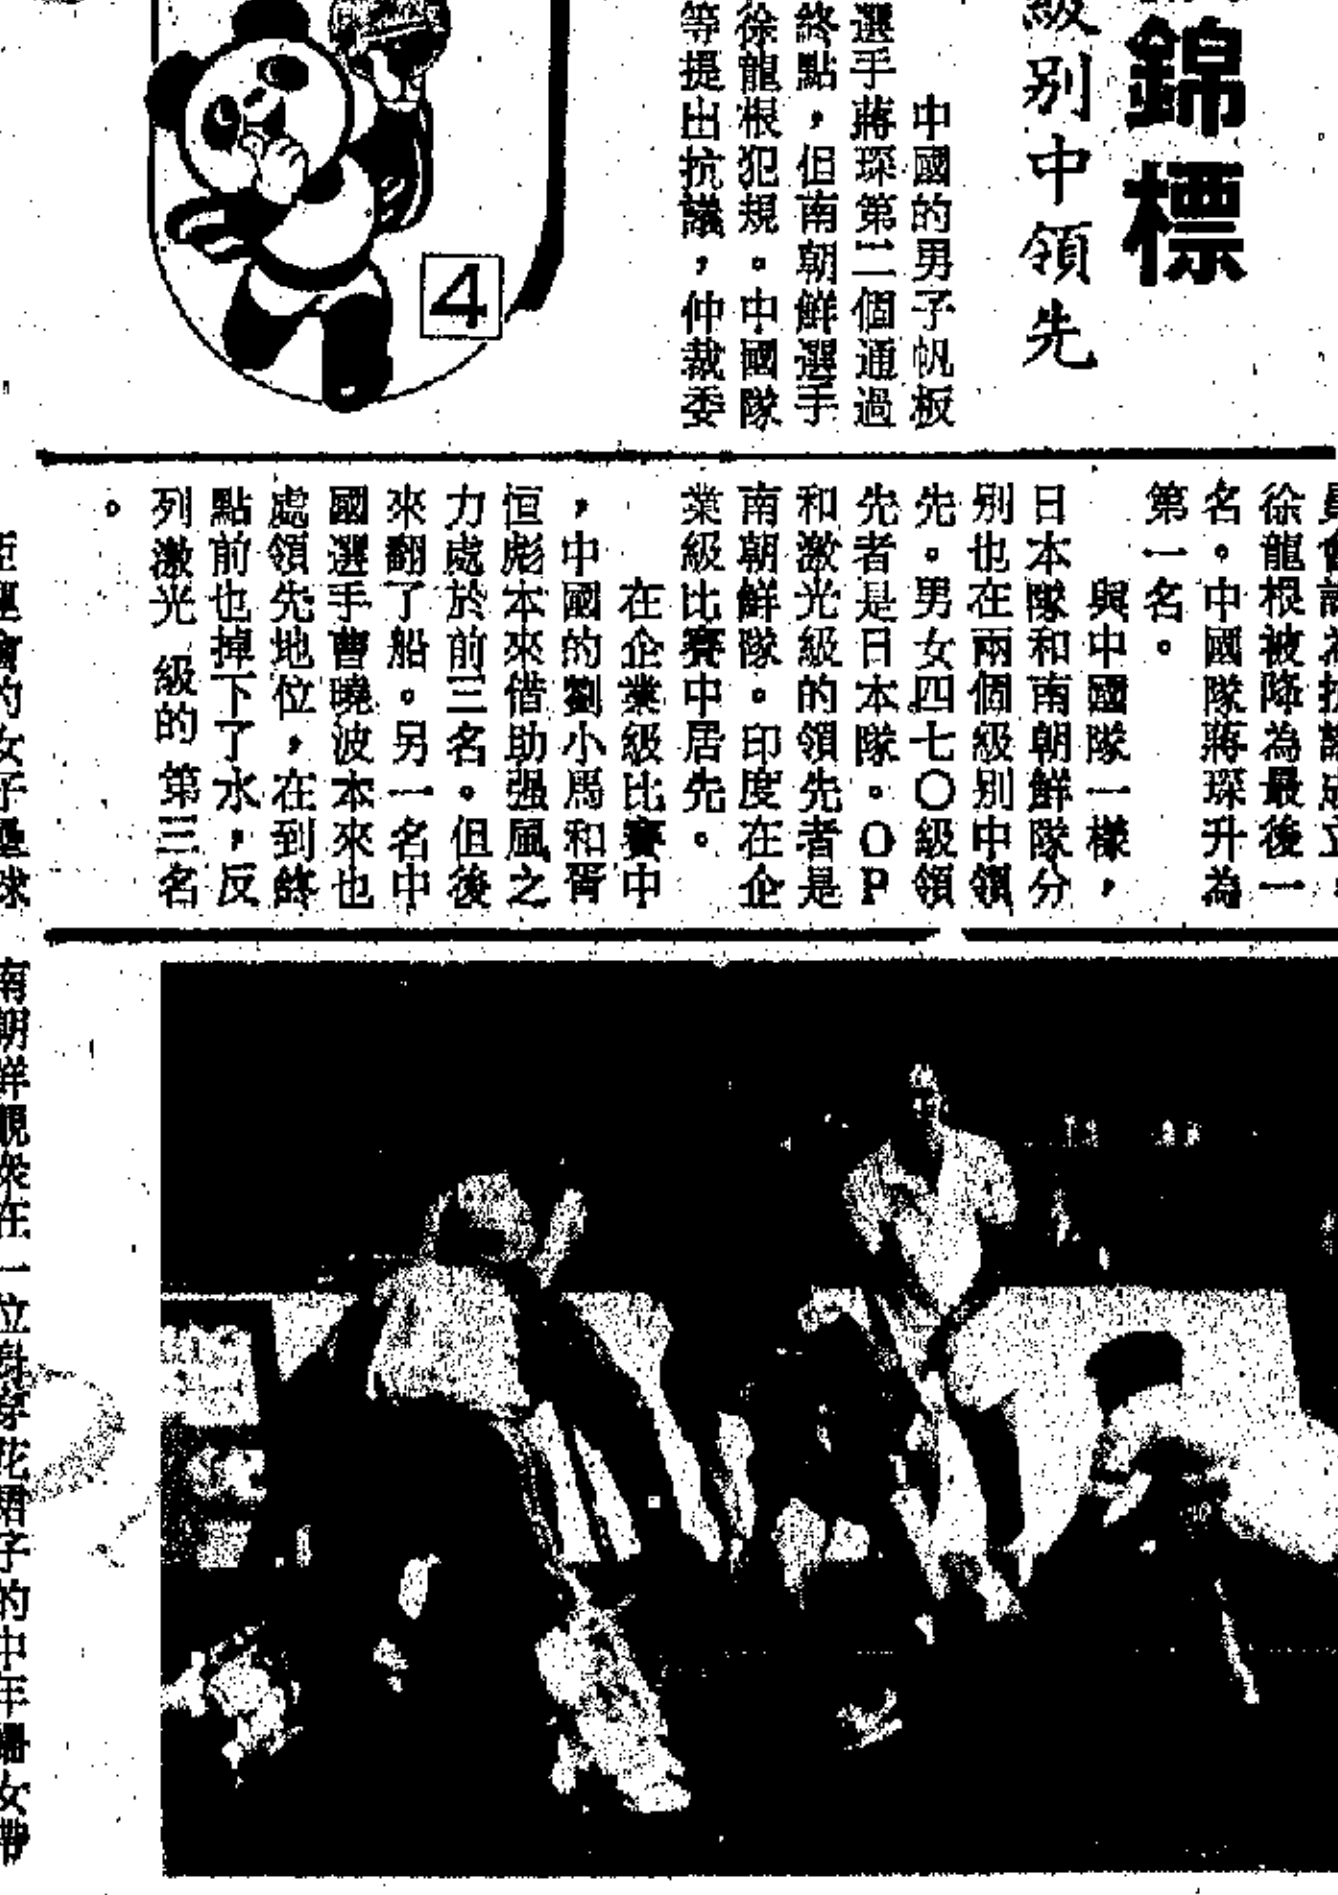 錦標
級別中領先
中國的男子帆板
選手蔣琛第二個通過
終點，但南朝鮮選手
徐龍根犯規。中國隊
等提出抗議，仲裁委
4
徐龍根被降為最後一
名。中國隊蔣琛升為
第一名。
與中國隊一樣，
日本隊和南朝鮮隊分
別也在兩個級別中領
先。男女四七〇級領
先者是日本隊。OP
和激光級的領先者是
南朝鮮隊。印度在企
業級比賽中居先。
在企業級比賽中
，中國的劉小馬和胥
恒彪本來借助强風之
力處於前三名。但後
來翻了船。另一名中
國選手曹曉波本來也
處領先地位，在到終
點前也掉下了水，反
列激光級的第三名
。
南朝鮮觀衆在一位身穿花裙子的中年婦女帶